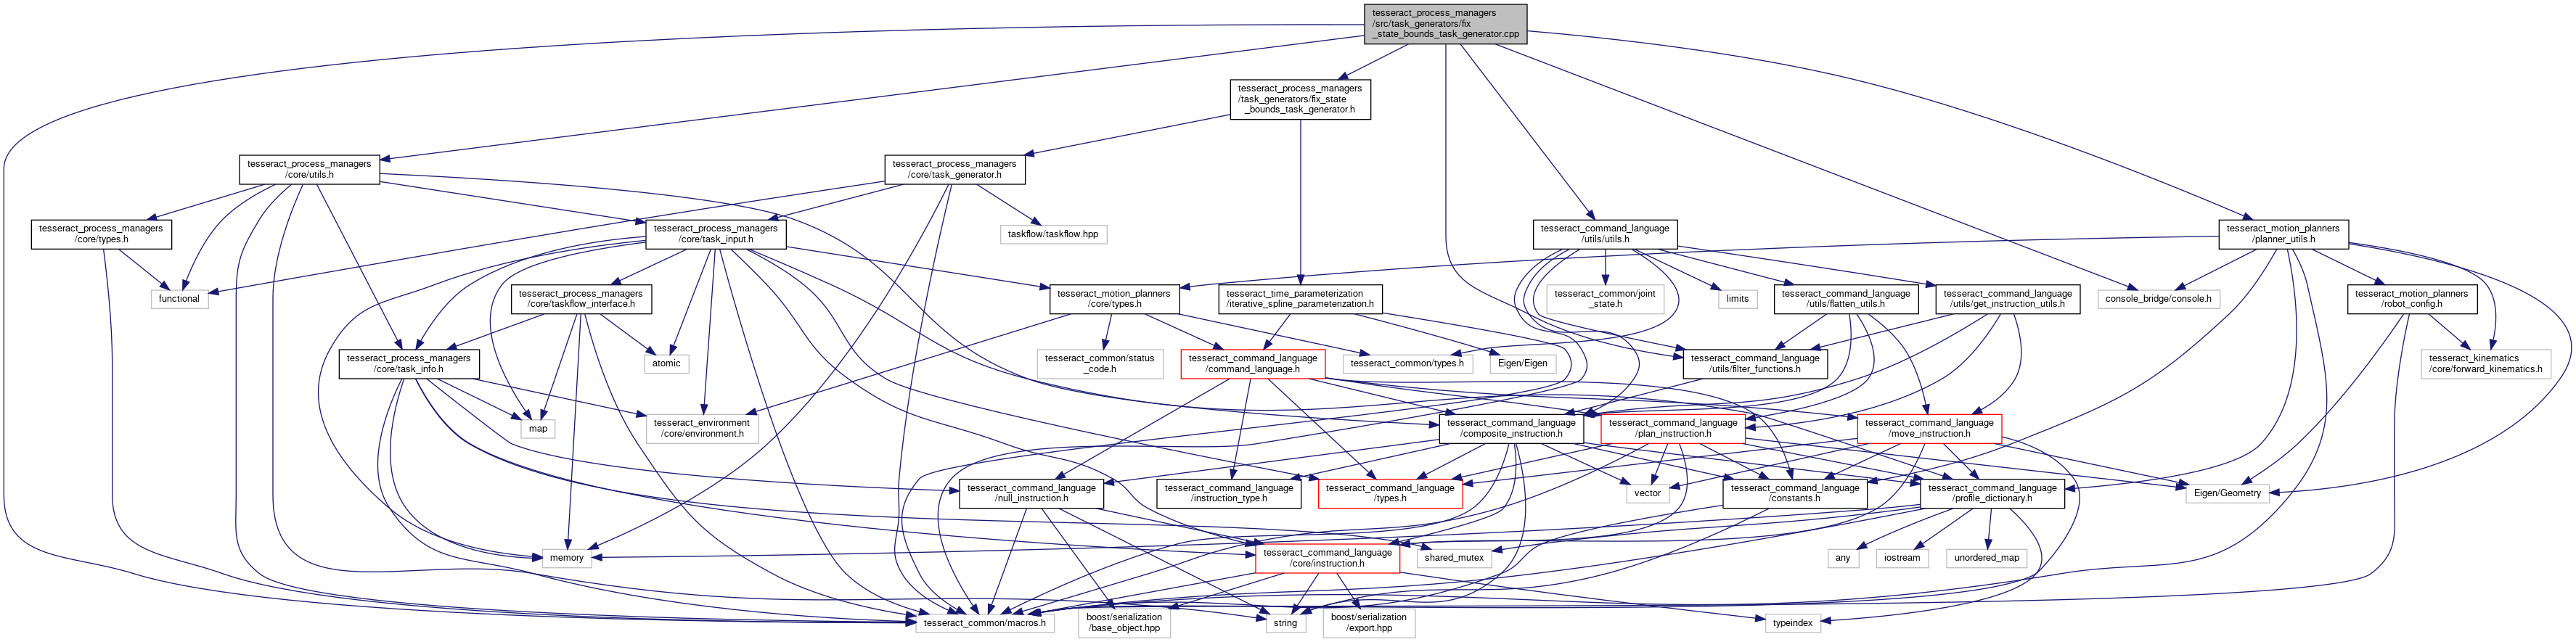 tesseract_process_managers
/src/task_generators/fix
_state_bounds_task_generator.cpp
tesseract_process_managers
/task_generators/fix_state
_bounds_task_generator.h
tesseract_process_managers
/core/utils.h
tesseract_process_managers
/core/task_generator.h
tesseract_process_managers
/core/types.h
tesseract_process_managers
/core/task_input.h
taskflow/taskflow.hpp
tesseract_command_language
/utils/utils.h
tesseract_motion_planners
/planner_utils.h
functional
tesseract_process_managers
/core/taskflow_interface.h
tesseract_motion_planners
/core/types.h
tesseract_time_parameterization
/iterative_spline_parameterization.h
tesseract_common/joint
_state.h
limits
tesseract_command_language
/utils/flatten_utils.h
tesseract_command_language
/utils/get_instruction_utils.h
console_bridge/console.h
tesseract_motion_planners
/robot_config.h
tesseract_process_managers
/core/task_info.h
atomic
tesseract_common/status
_code.h
tesseract_command_language
/command_language.h
tesseract_common/types.h
Eigen/Eigen
tesseract_command_language
/utils/filter_functions.h
tesseract_kinematics
/core/forward_kinematics.h
map
tesseract_environment
/core/environment.h
tesseract_command_language
/composite_instruction.h
tesseract_command_language
/plan_instruction.h
tesseract_command_language
/move_instruction.h
tesseract_command_language
/null_instruction.h
tesseract_command_language
/instruction_type.h
tesseract_command_language
/types.h
vector
tesseract_command_language
/constants.h
tesseract_command_language
/profile_dictionary.h
Eigen/Geometry
memory
tesseract_command_language
/core/instruction.h
shared_mutex
any
iostream
unordered_map
tesseract_common/macros.h
boost/serialization
/base_object.hpp
string
boost/serialization
/export.hpp
typeindex